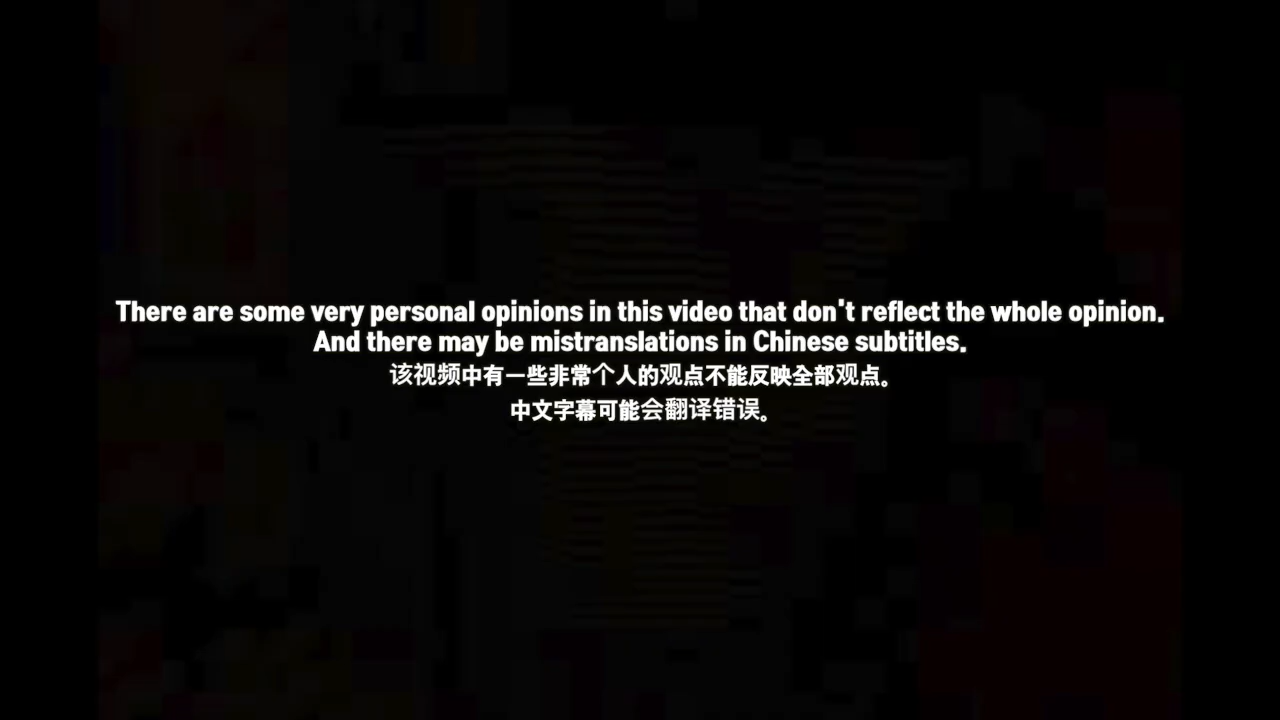 There are some very personal opinions in this video that don't reflect the whole opinion.
And there may be mistranslations in Chinese subtitles.
该视频中有一些非常个人的观点不能反映全部观点。
中文字幕可能会翻译错误。